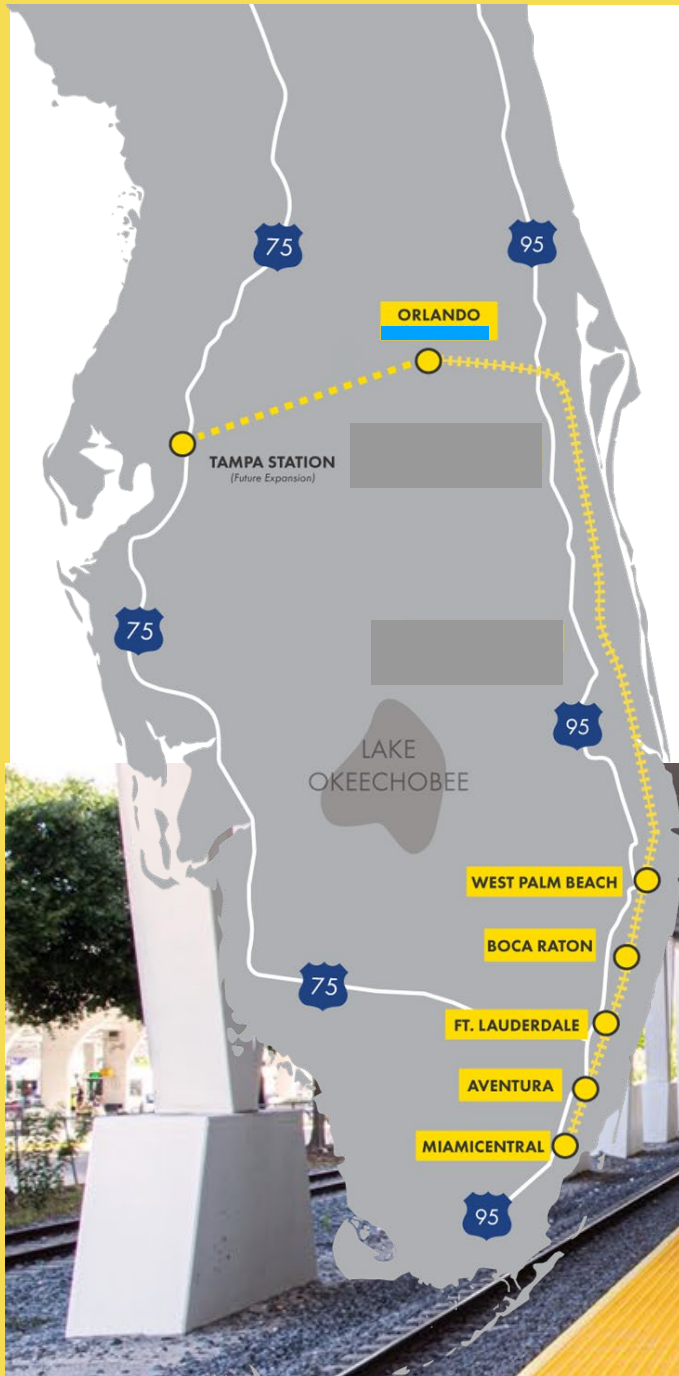 75
95
ORLANDO
TAMPA STATION
(Future Expansion)
75
95
LAKE
OKEECHOBEE
WEST PALM BEACH
BOCA RATON
75
FT. LAUDERDALE
AVENTURA
MIAMICENTRAL
95